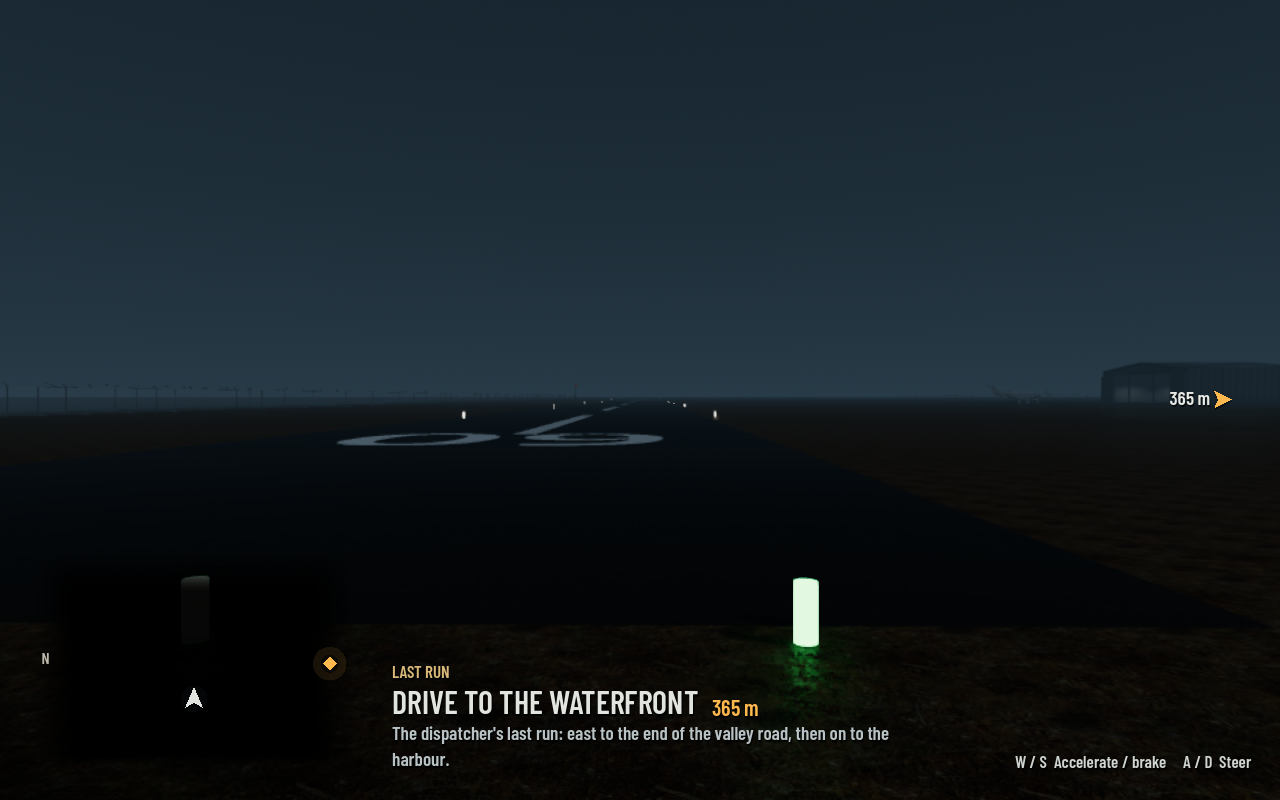 06
365 m
N
LAST RUN
DRIVE TO THE WATERFRONT 365 m
The dispatcher's last run: east to the end of the valley road, then on to the
harbour.
W / S Accelerate / brake A / D Steer